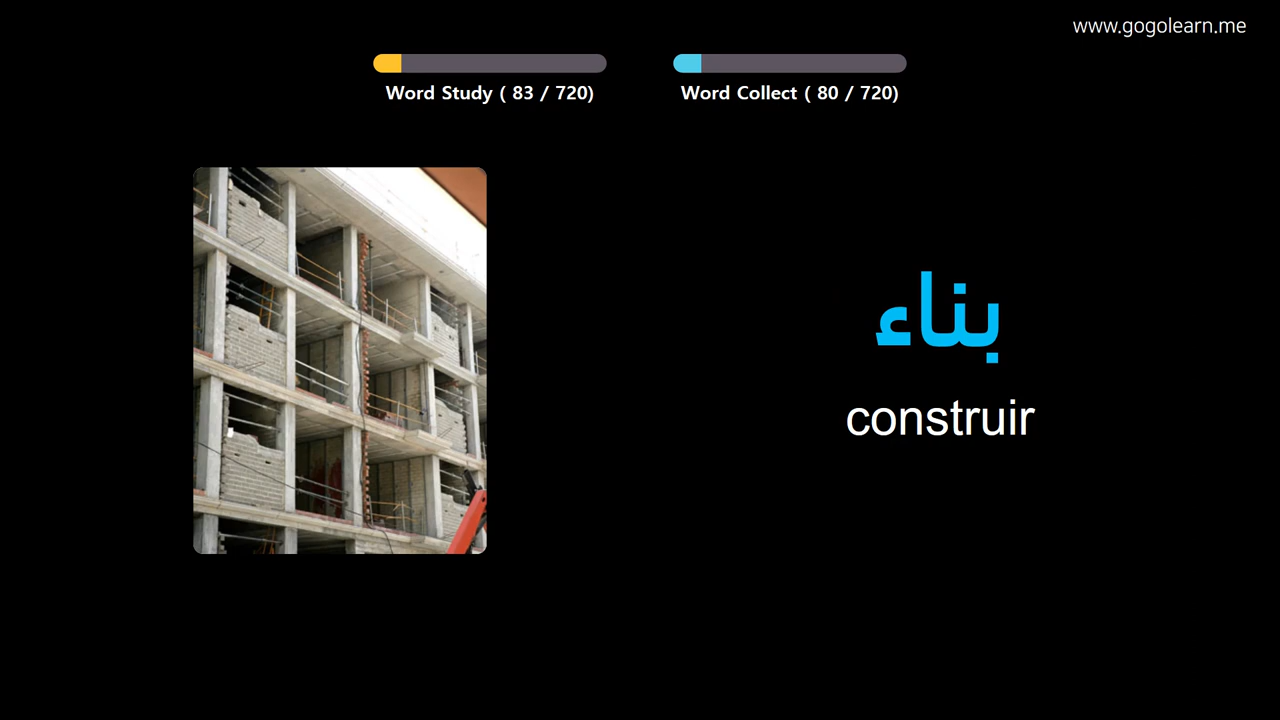 www.gogolearn.me
Word Study ( 83 / 720)
Word Collect ( 80 / 720)
بناء
construir